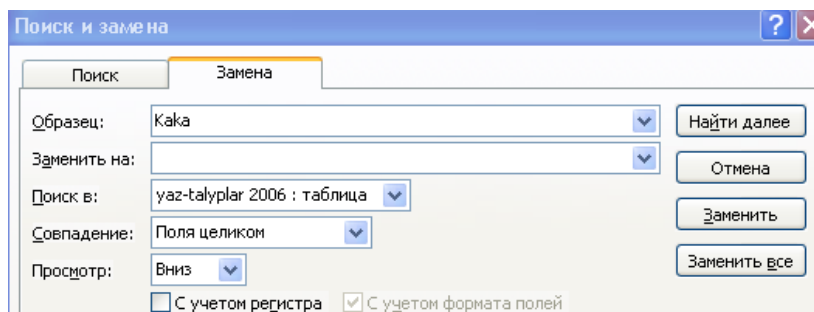 Поиск и замена
Поиск Замена
Образец: Kaka Найти далее
Заменить на: Отмена
Поиск в: yaz-talyplar 2006 : таблица
Заменить
Совпадение: Поля целиком
Просмотр: Вниз Заменить все
С учетом регистра С учетом формата полей